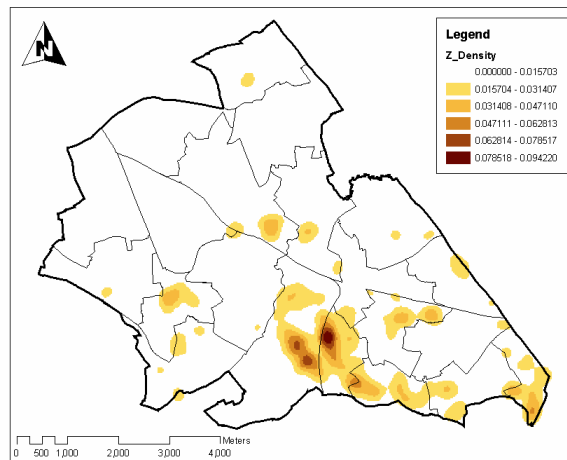 N
Legend
Z_Density
0.000000 - 0.015703
0.015704 - 0.031407
0.031408 - 0.047110
0.047111 - 0.062813
0.062814 - 0.078517
0.078518 - 0.094220
Meters
0 500 1,000 2,000 3,000 4,000